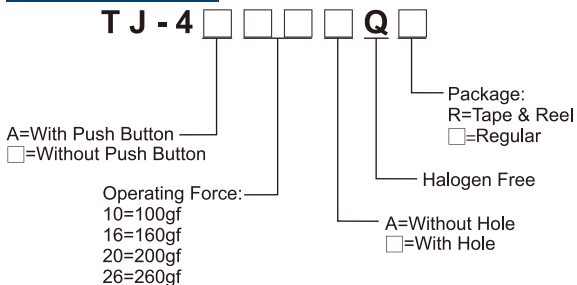 TJ-4□ □□ □ Q □
Package:
R=Tape & Reel
□=Regular
A=With Push Button
□=Without Push Button
Halogen Free
Operating Force:
10=100gf
16=160gf
20=200gf
26=260gf
A=Without Hole
□=With Hole